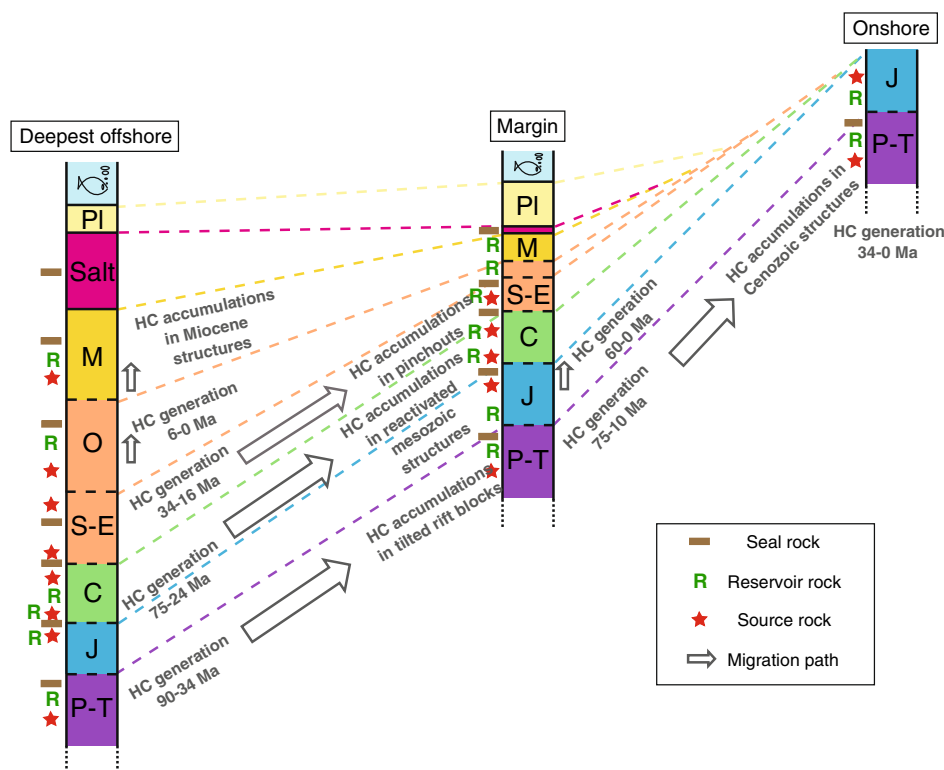 Onshore
J
R
R
P-T
HC generation
34-0 Ma
Deepest offshore
Pl
Salt
M
R
O
R
S-E
C
R
R
J
R
P-T
R
Margin
Pl
M
R
R
S-E
R
C
R
R
J
R
P-T
R
HC accumulations
in Miocene
structures
HC generation
6-0 Ma
HC accumulations
in pinchouts
HC generation
34-16 Ma
HC accumulations
in reactivated
mesozoic
structures
HC generation
75-24 Ma
HC accumulations
in tilted rift blocks
HC generation
90-34 Ma
HC generation
60-0 Ma
HC accumulations in
Cenozoic structures
HC generation
75-10 Ma
Seal rock
R Reservoir rock
Source rock
Migration path